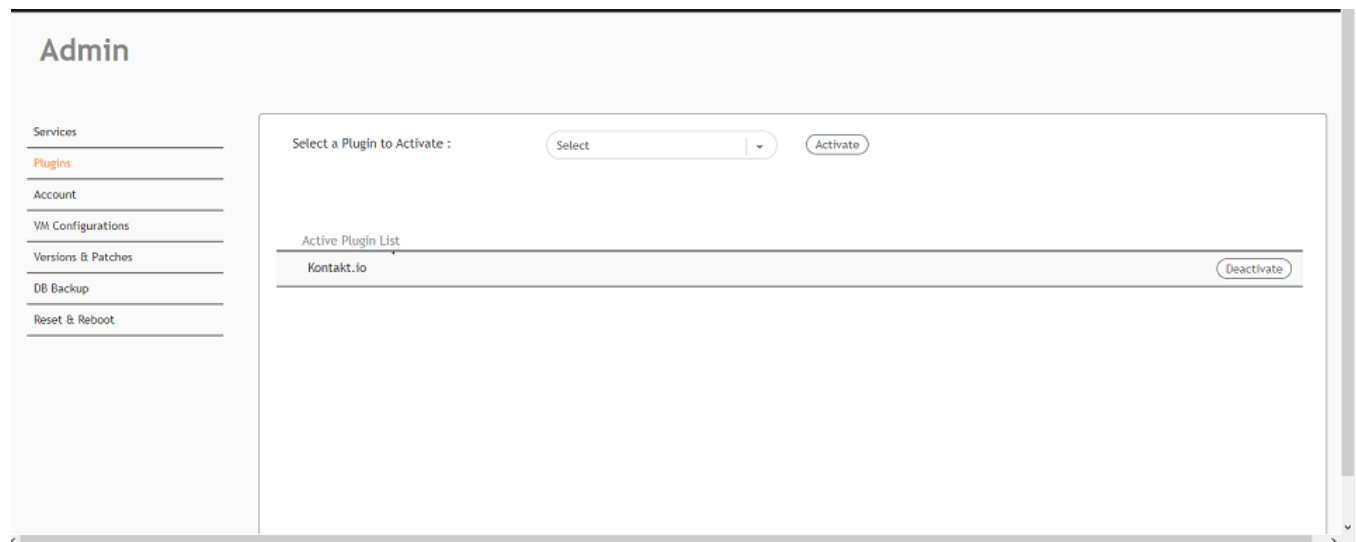 Admin
Services
Plugins
Account
VM Configurations
Versions & Patches
DB Backup
Reset & Reboot
Select a Plugin to Activate :
Select
Activate
Active Plugin List
Kontakt.io
Deactivate